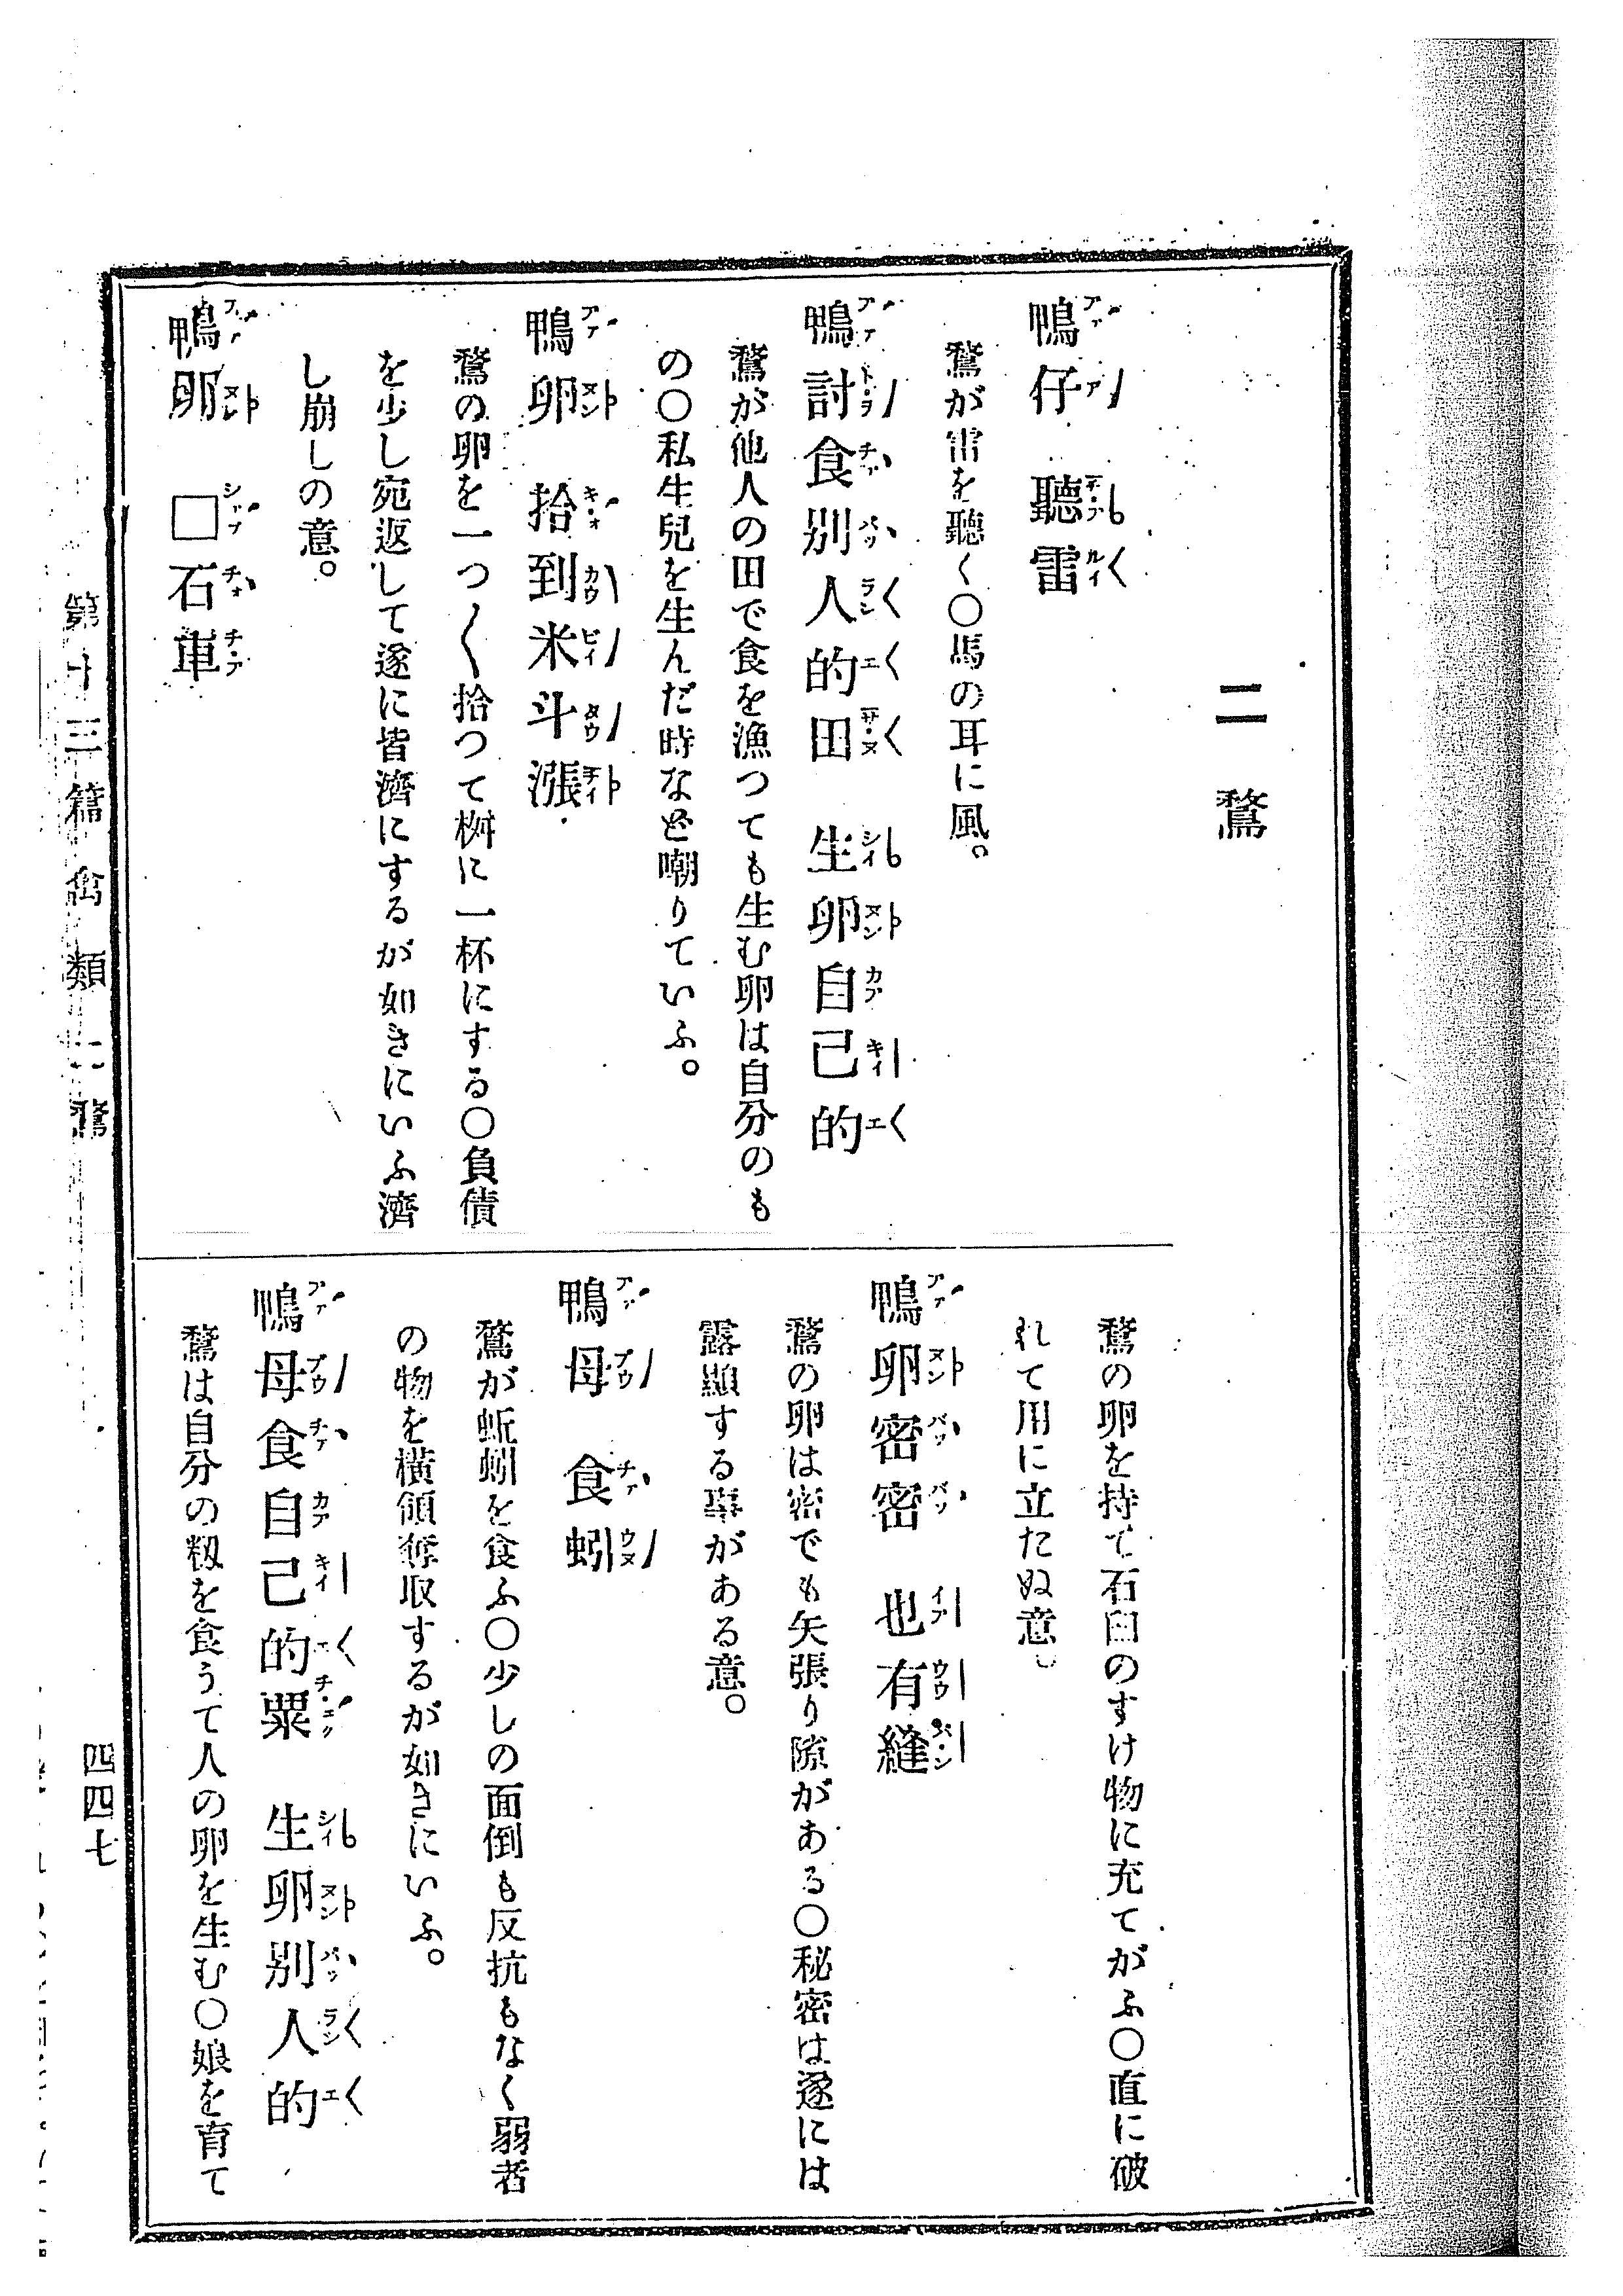 二 鶩
鴨仔 聽雷
鶩が雷を聽く〇馬の耳に風。
鴨討食別人的田 生卵自己的
鶩が他人の田で食を漁つても生む卵は自分のも
の〇私生兒を生んだ時など嘲りていふ。
鴨卵 拾到米斗漲
鶩の卵を一つ〱拾つて桝に一杯にする〇負債
を少し宛返して遂に皆濟にするが如きにいふ濟
し崩しの意。
鴨卵 □石車
鶩の卵を持て石臼のすけ物に充てがふ〇直に破
れて用に立たぬ意。
鴨卵密密 也有縫
鶩の卵は密でも矢張り隙がある〇秘密は遂には
露顯する事がある意。
鴨母 食蚓
鶩が蚯蚓を食ふ〇少しの面倒も反抗もなく弱者
の物を橫領奪取するが如きにいふ。
鴨母食自己的粟 生卵別人的
鶩は自分の籾を食うて人の卵を生む〇娘を育て
第十三篇 禽類 二 鶩
四四七